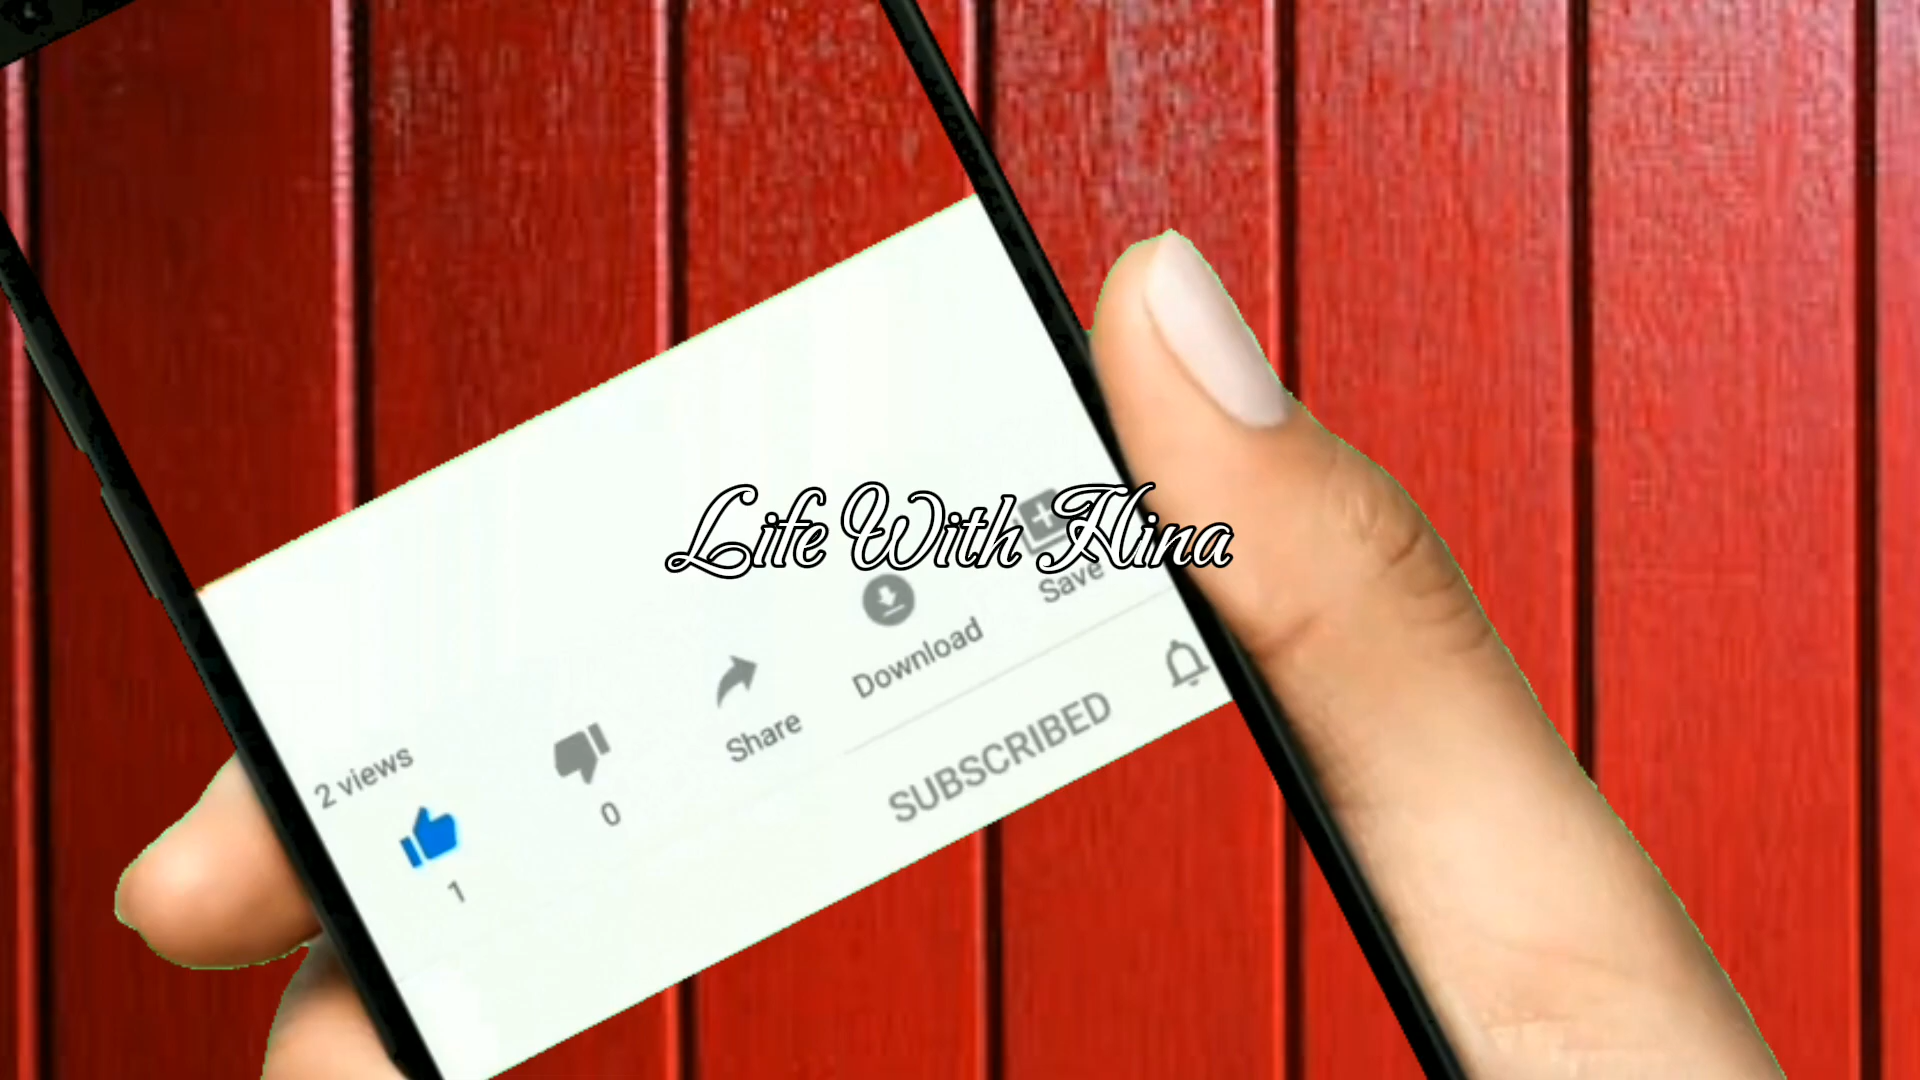 Life With Hina
Save
Download
Share
SUBSCRIBED
2 views
0
1